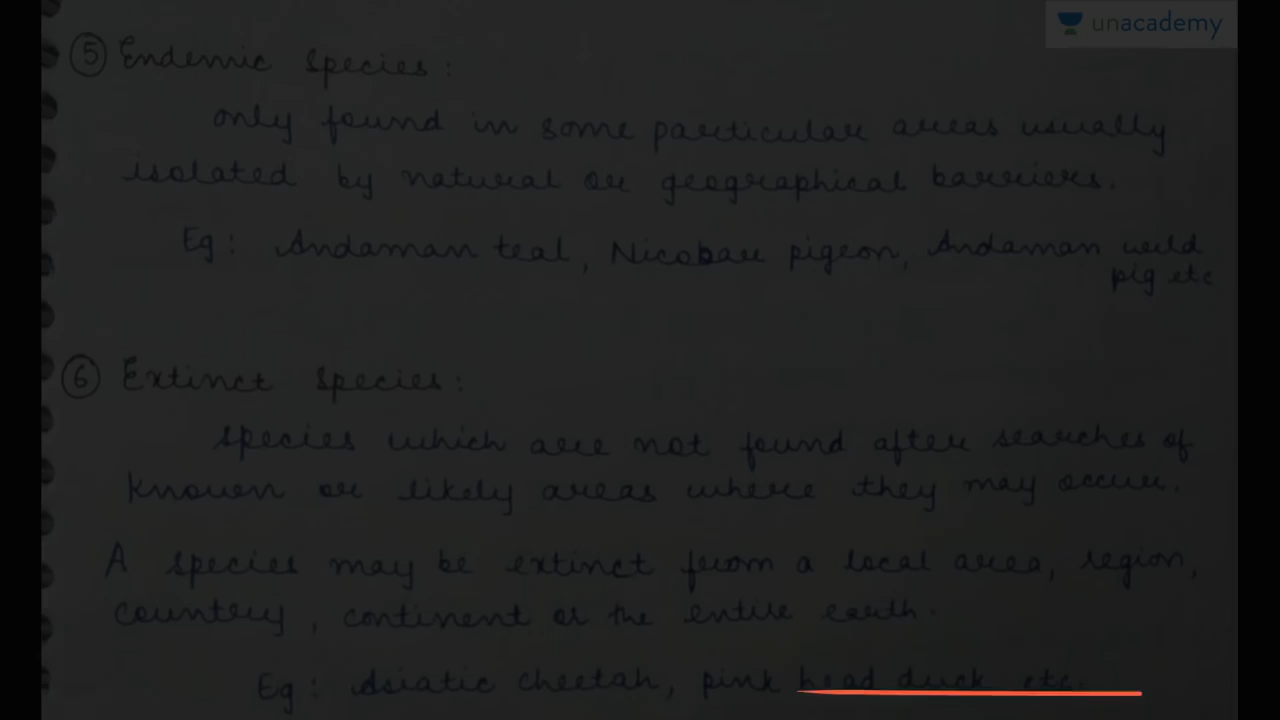 unacademy
5 Endemic Species:
only found in some particular areas usually
isolated by natural or geographical barriers.
Eg: Andaman teal, Nicobar pigeon, Andaman wild
pig etc
6 Extinct Species:
species which are not found after searches of
known or likely areas where they may occur.
A species may be extinct from a local area, region,
country, continent or the entire earth.
Eg: Asiatic cheetah, pink head duck etc.